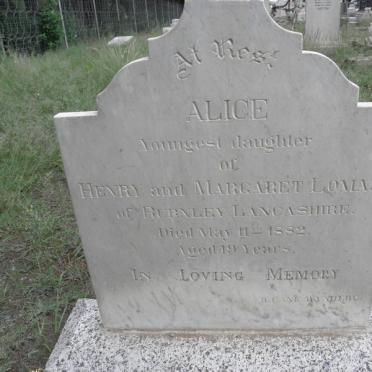 At Rest
ALICE
Youngest daughter
of
HENRY and MARGARET LOMA
of BURNLEY LANCASHIRE.
Died May 11th 1882.
Aged 19 Years.
IN LOVING MEMORY